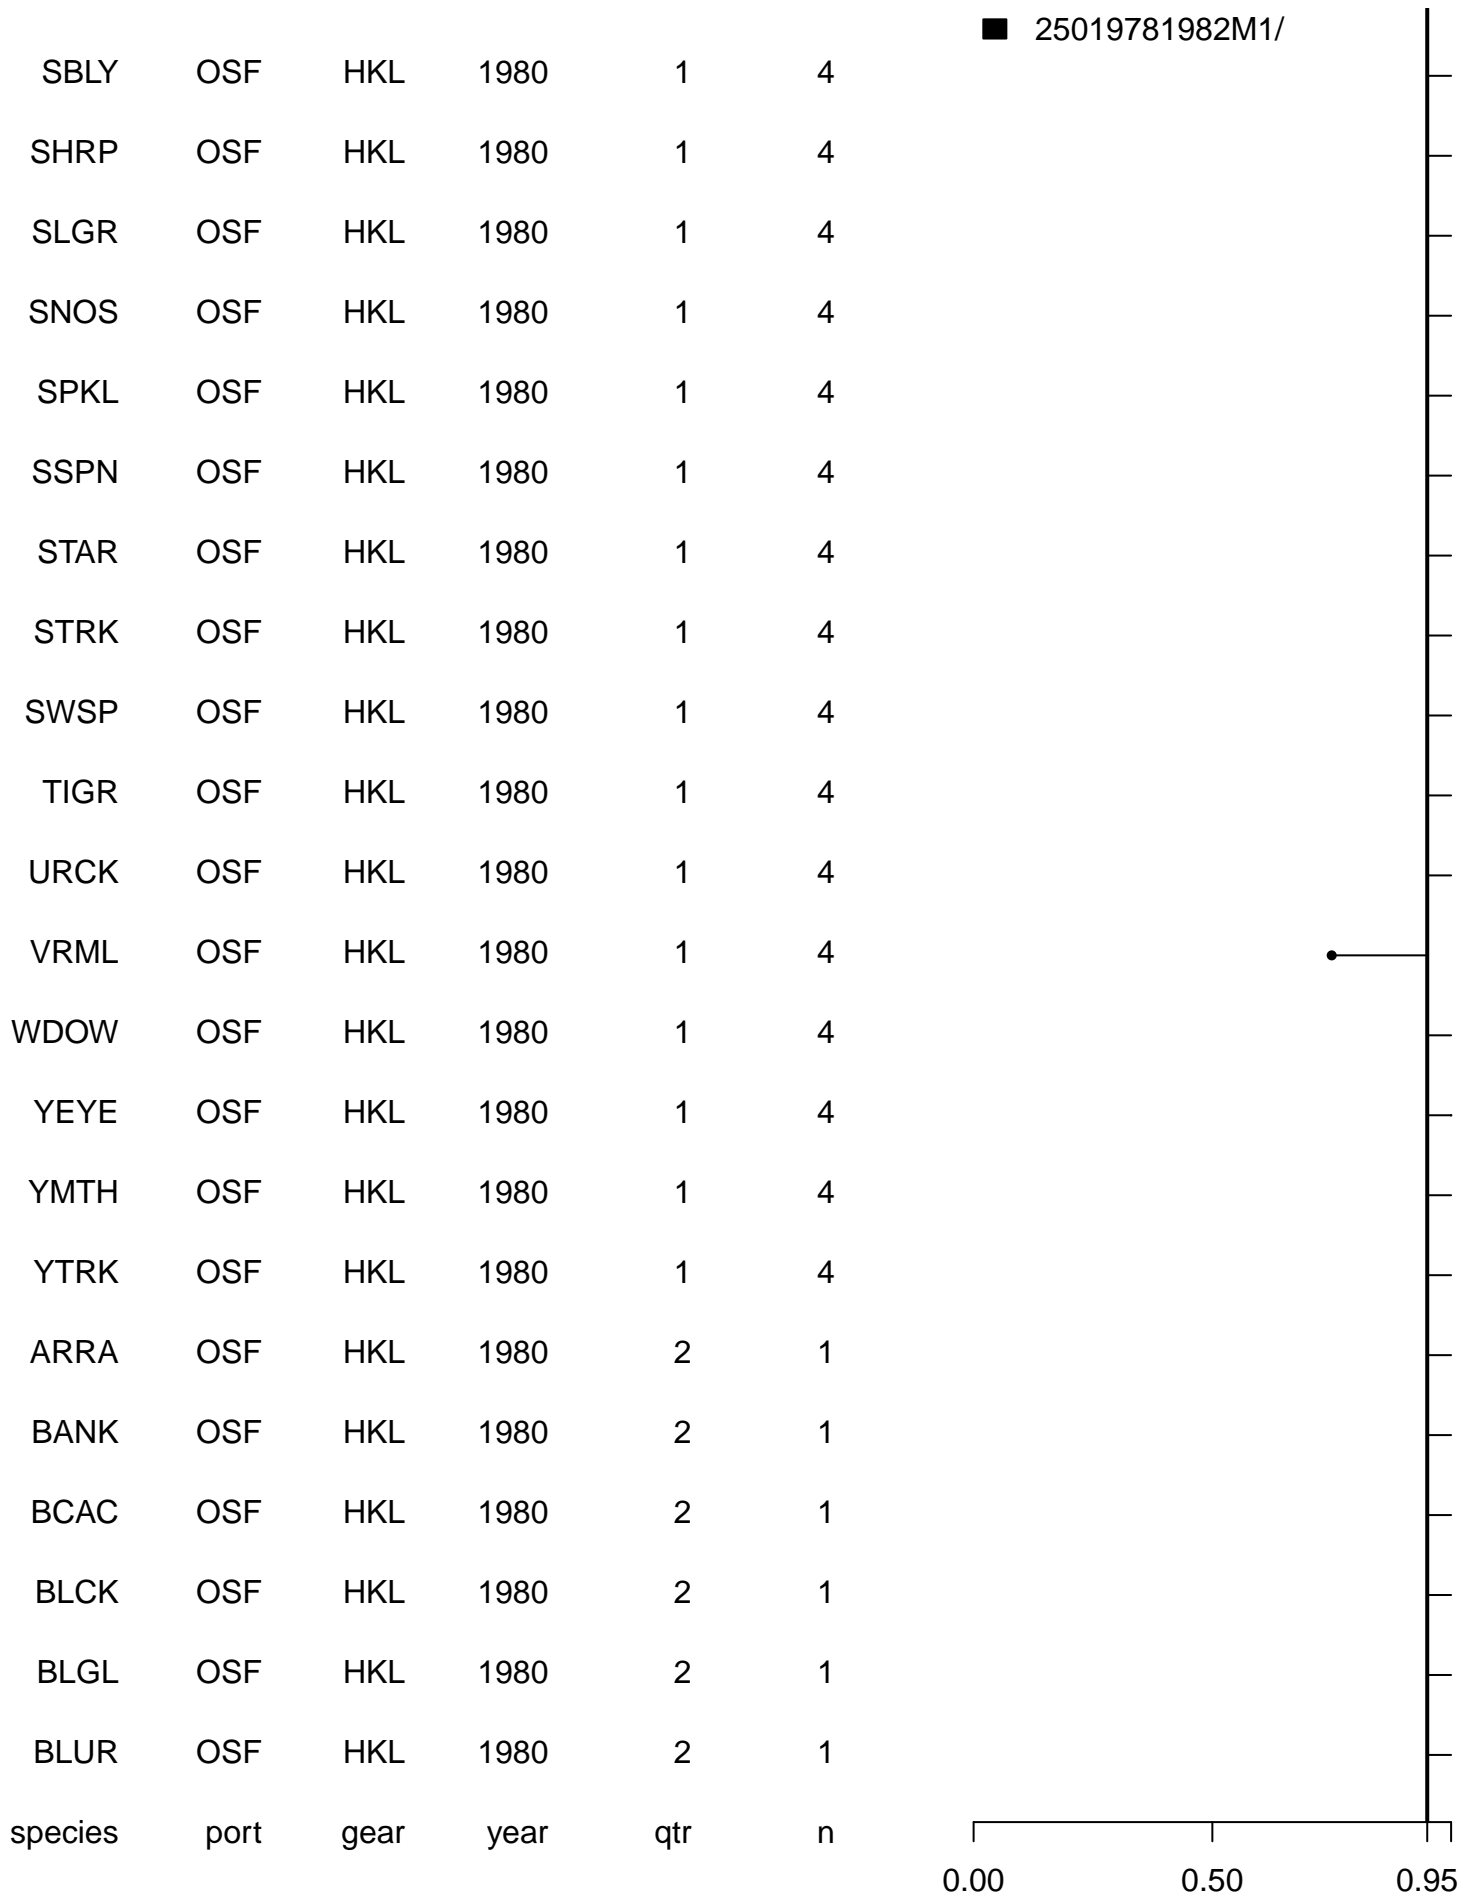 25019781982M1/
SBLY OSF HKL 1980 1 4
SHRP OSF HKL 1980 1 4
SLGR OSF HKL 1980 1 4
SNOS OSF HKL 1980 1 4
SPKL OSF HKL 1980 1 4
SSPN OSF HKL 1980 1 4
STAR OSF HKL 1980 1 4
STRK OSF HKL 1980 1 4
SWSP OSF HKL 1980 1 4
TIGR OSF HKL 1980 1 4
URCK OSF HKL 1980 1 4
VRML OSF HKL 1980 1 4
WDOW OSF HKL 1980 1 4
YEYE OSF HKL 1980 1 4
YMTH OSF HKL 1980 1 4
YTRK OSF HKL 1980 1 4
ARRA OSF HKL 1980 2 1
BANK OSF HKL 1980 2 1
BCAC OSF HKL 1980 2 1
BLCK OSF HKL 1980 2 1
BLGL OSF HKL 1980 2 1
BLUR OSF HKL 1980 2 1
species port gear year qtr n
0.00 0.50 0.95